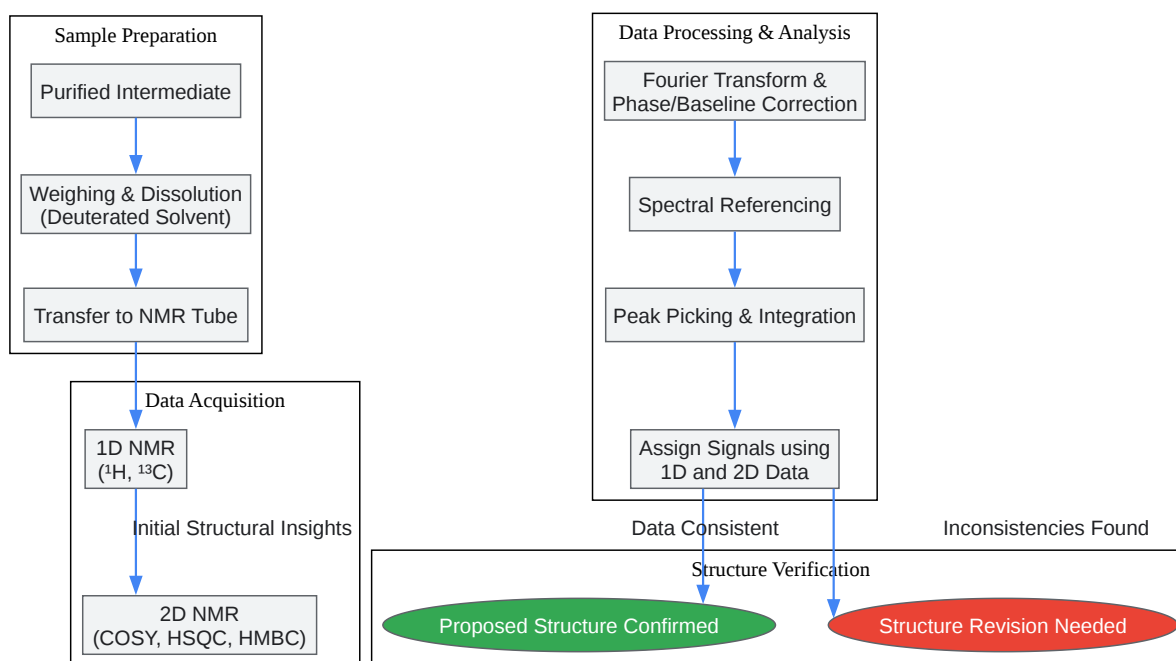 Sample Preparation
Purified Intermediate
Weighing & Dissolution
(Deuterated Solvent)
Transfer to NMR Tube
Data Acquisition
1D NMR
(¹H, ¹³C)
Initial Structural Insights
2D NMR
(COSY, HSQC, HMBC)
Data Processing & Analysis
Fourier Transform &
Phase/Baseline Correction
Spectral Referencing
Peak Picking & Integration
Assign Signals using
1D and 2D Data
Data Consistent
Inconsistencies Found
Structure Verification
Proposed Structure Confirmed
Structure Revision Needed